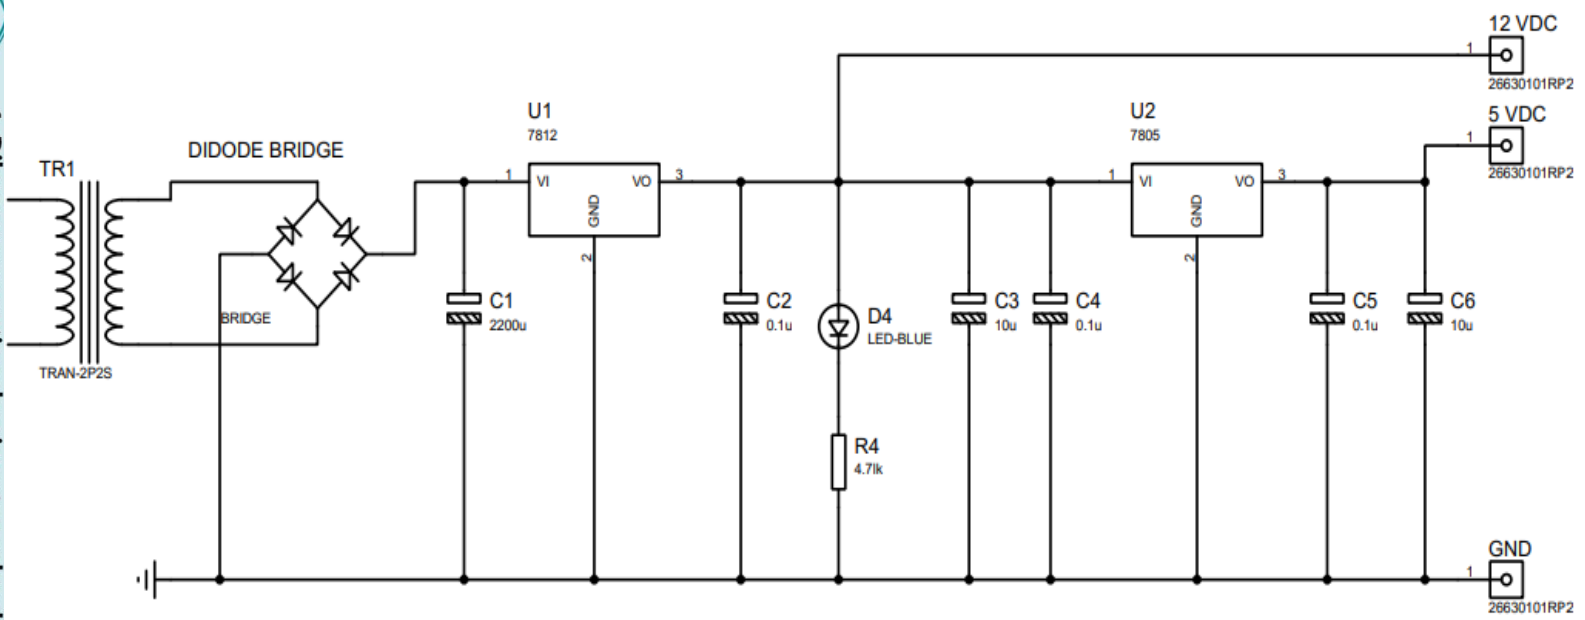 12 VDC
1
26630101RP2
5 VDC
1
26630101RP2
U1
7812
U2
7805
DIDODE BRIDGE
TR1
1
VI
VO
3
GND
2
1
VI
VO
3
GND
2
BRIDGE
TRAN-2P2S
C1
2200u
C2
0.1u
D4
LED-BLUE
C3
10u
C4
0.1u
C5
0.1u
C6
10u
R4
4.7lk
GND
1
26630101RP2